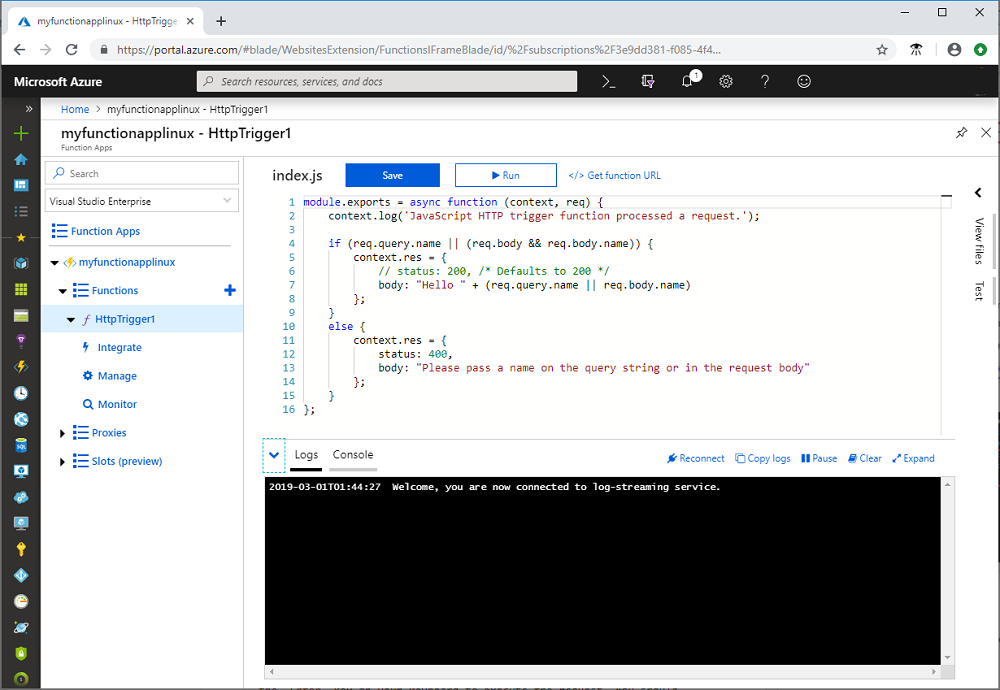 myfunctionapplinux - HttpTrigge
https://portal.azure.com/#blade/WebsitesExtension/FunctionsIFrameBlade/id/%2Fsubscriptions%2F3e9dd381-f085-4f4...
Microsoft Azure
Search resources, services, and docs
1
Home > myfunctionapplinux - HttpTrigger1
myfunctionapplinux - HttpTrigger1
Function Apps
Search
Visual Studio Enterprise
Function Apps
myfunctionapplinux
Functions
HttpTrigger1
Integrate
Manage
Monitor
Proxies
Slots (preview)
index.js
Save
Run
</> Get function URL
1 module.exports = async function (context, req) {
2     context.log('JavaScript HTTP trigger function processed a request.');
3
4     if (req.query.name || (req.body && req.body.name)) {
5         context.res = {
6             // status: 200, /* Defaults to 200 */
7             body: "Hello " + (req.query.name || req.body.name)
8         };
9     }
10     else {
11         context.res = {
12             status: 400,
13             body: "Please pass a name on the query string or in the request body"
14         };
15     }
16 };
View files
Test
Logs
Console
Reconnect
Copy logs
Pause
Clear
Expand
2019-03-01T01:44:27  Welcome, you are now connected to log-streaming service.